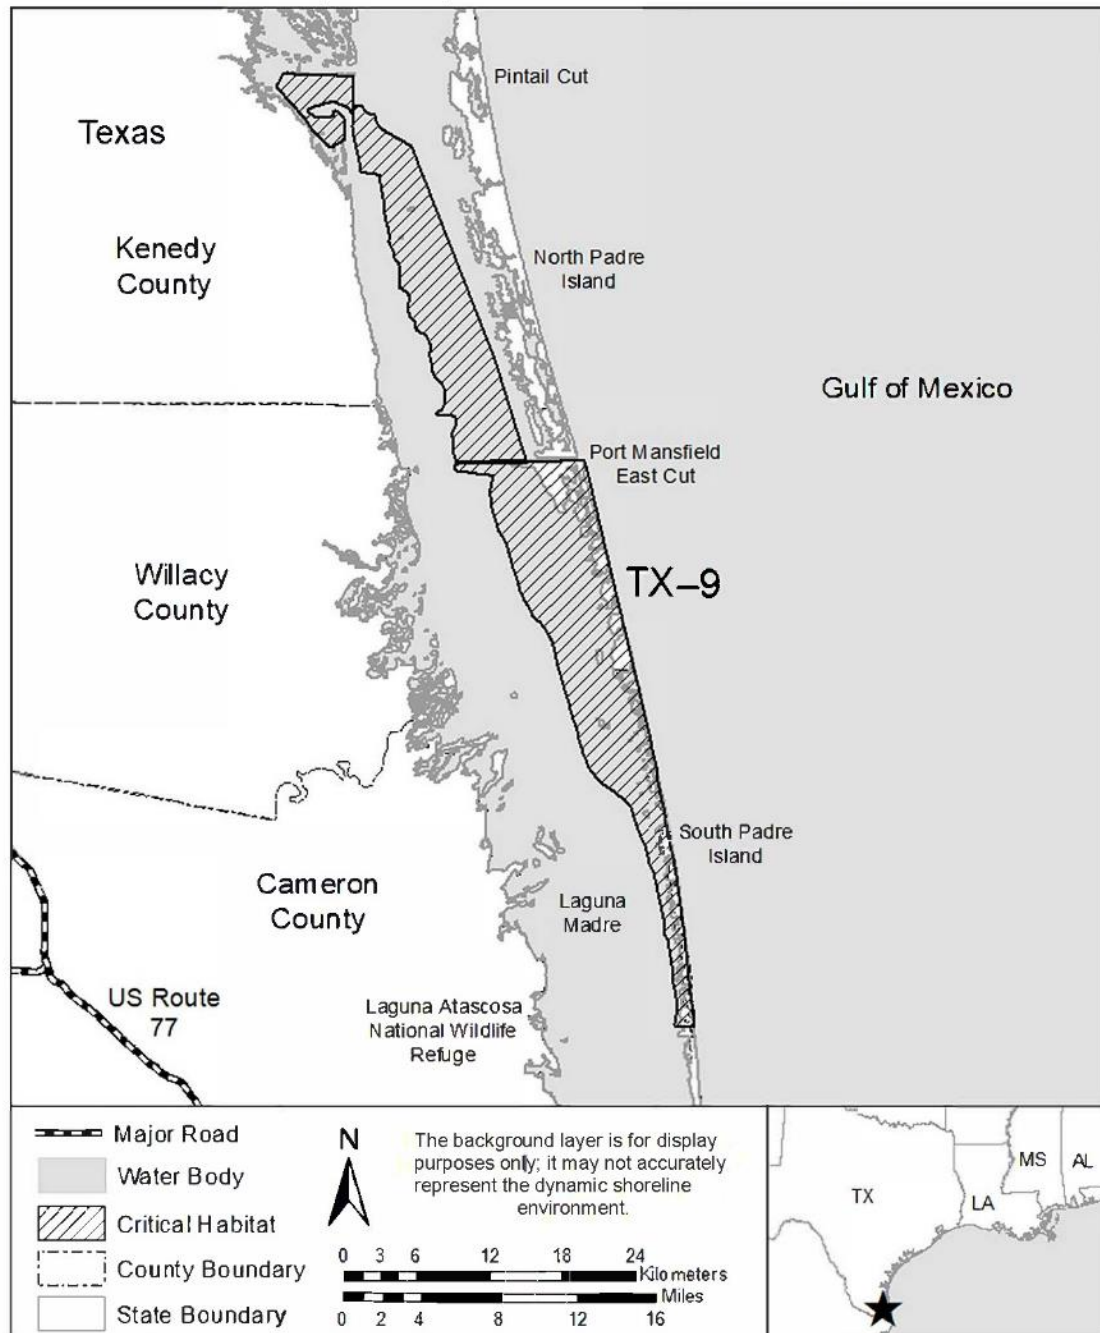 Pintail Cut
Texas
Kenedy
County
North Padre
Island
Gulf of Mexico
Port Mansfield
East Cut
Willacy
County
TX–9
South Padre
Island
Cameron
County
Laguna
Madre
US Route
77
Laguna Atascosa
National Wildlife
Refuge
Major Road
Water Body
Critical Habitat
County Boundary
State Boundary
N
The background layer is for display
purposes only; it may not accurately
represent the dynamic shoreline
environment.
0 3 6 12 18 24
Kilometers
Miles
0 2 4 8 12 16
TX
LA
MS
AL